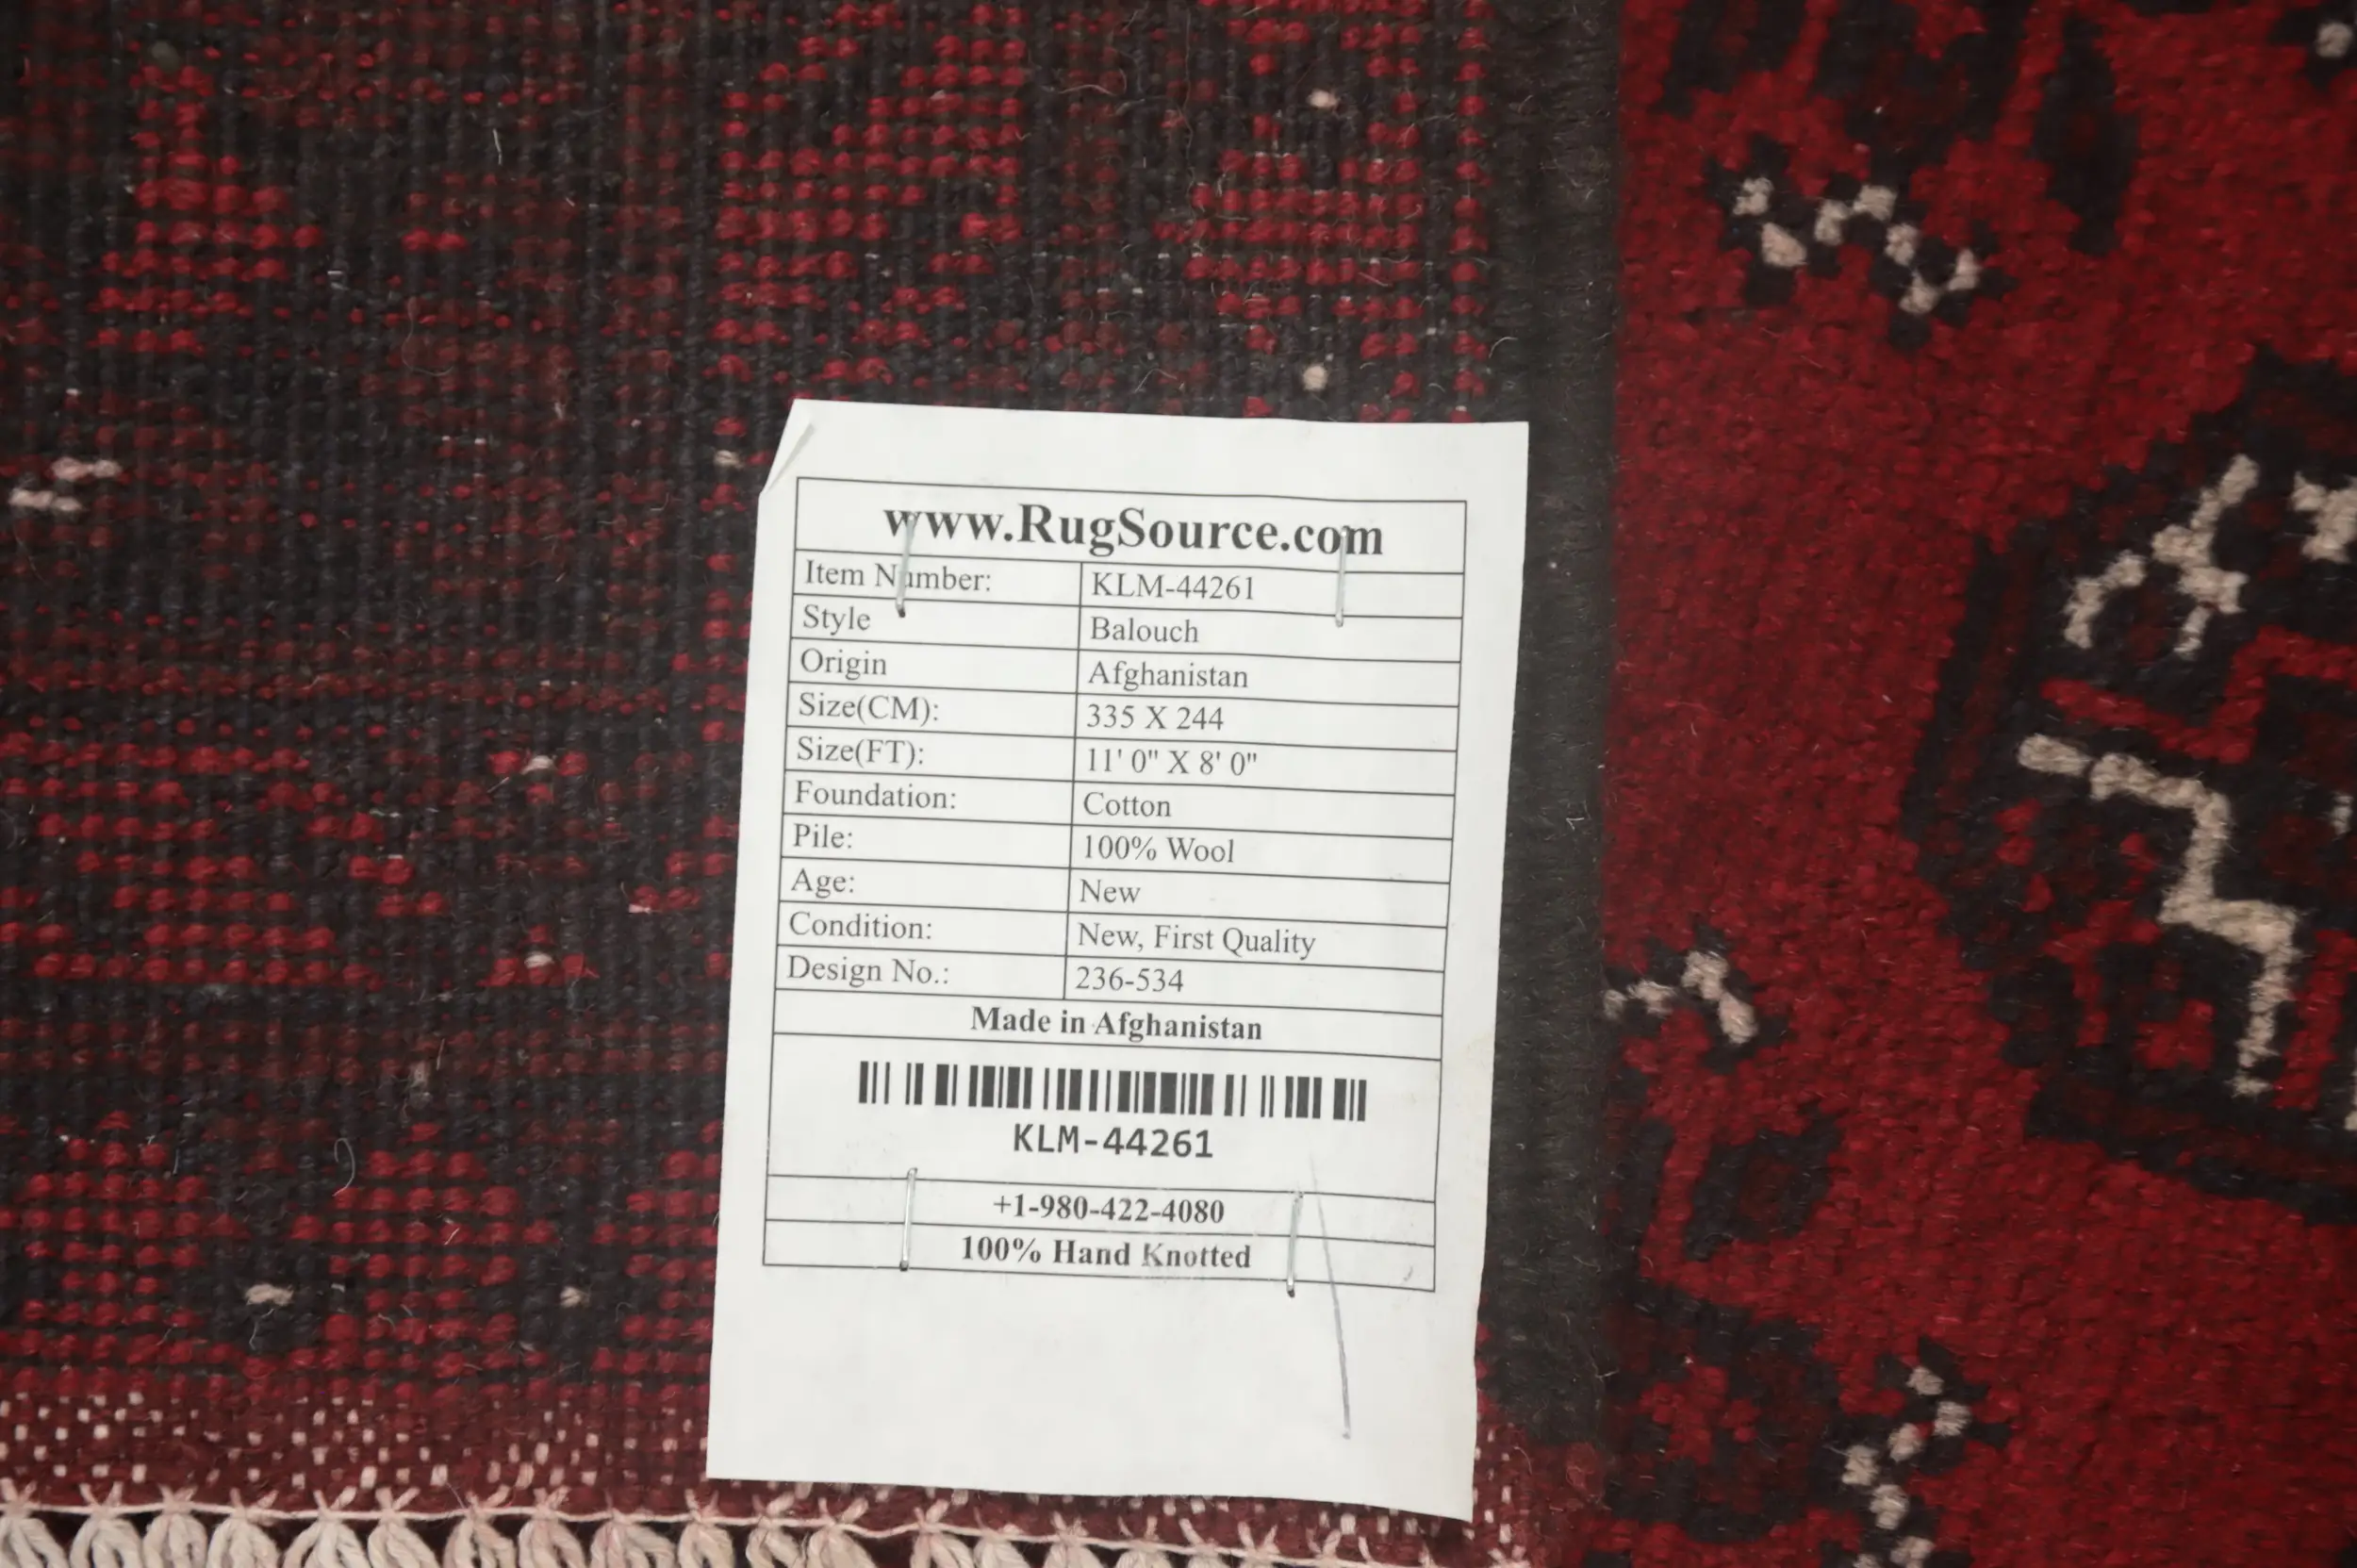 www.RugSource.com
Item Number: KLM-44261
Style Balouch
Origin Afghanistan
Size(CM): 335 X 244
Size(FT): 11' 0" X 8' 0"
Foundation: Cotton
Pile: 100% Wool
Age: New
Condition: New, First Quality
Design No.: 236-534
Made in Afghanistan
KLM-44261
+1-980-422-4080
100% Hand Knotted